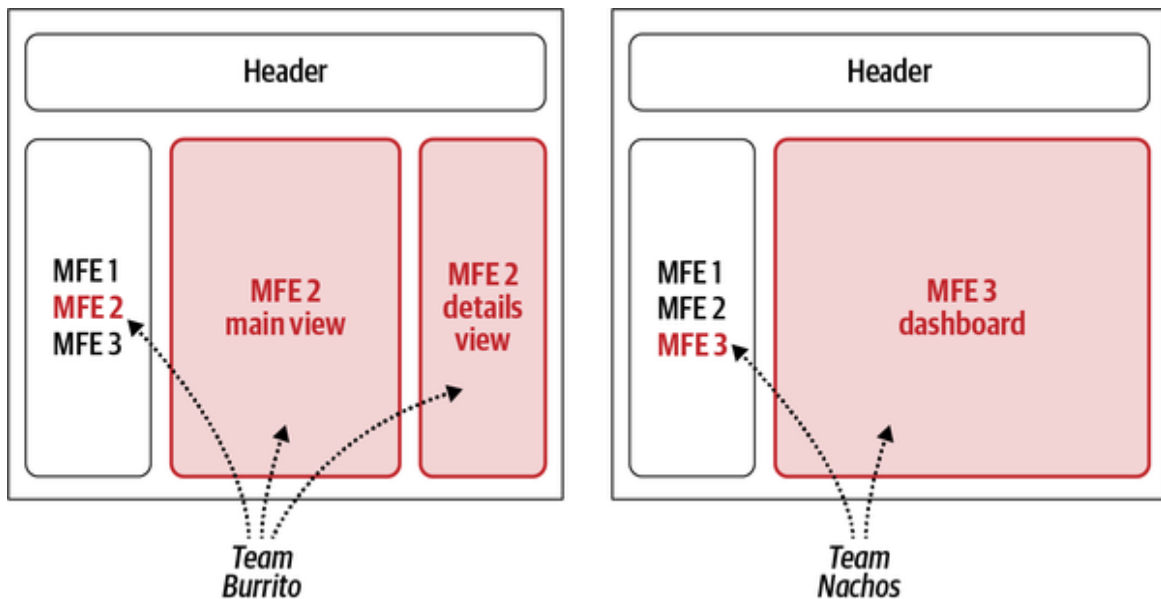 Header
MFE 1
MFE 2
MFE 3
MFE 2
main view
MFE 2
details
view
Team
Burrito
Header
MFE 1
MFE 2
MFE 3
MFE 3
dashboard
Team
Nachos